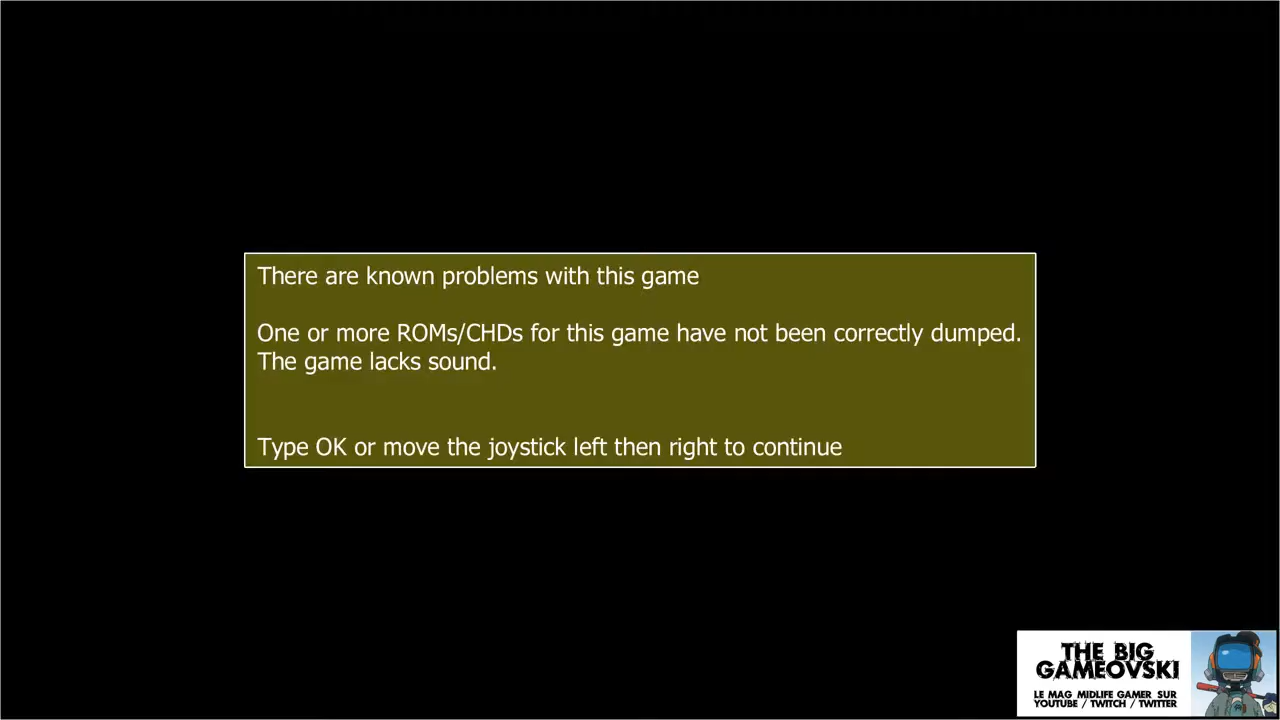 There are known problems with this game
One or more ROMs/CHDs for this game have not been correctly dumped.
The game lacks sound.
Type OK or move the joystick left then right to continue
THE BIG
GAMEOVSKI
LE MAG MIDLIFE GAMER SUR
YOUTUBE / TWITCH / TWITTER